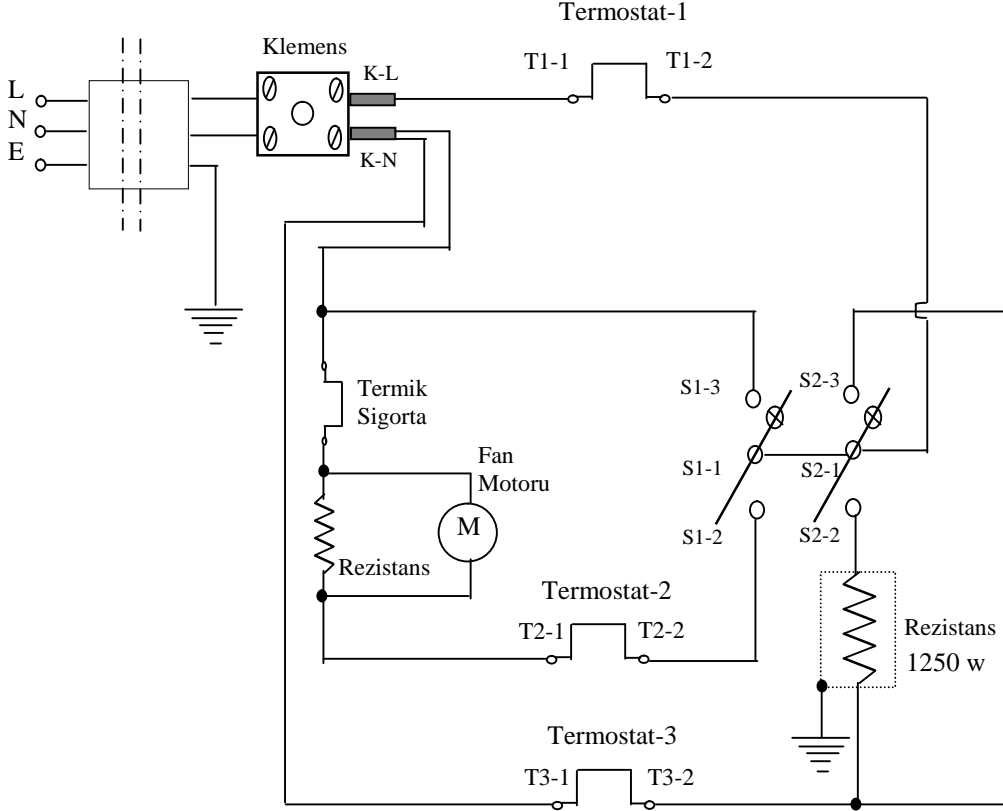 Termostat-1
Klemens
T1-1
T1-2
K-L
L
N
E
K-N
Termik
Sigorta
S1-3
S2-3
Fan
Motoru
S1-1
S2-1
M
S1-2
S2-2
Rezistans
Termostat-2
T2-1
T2-2
Rezistans
1250 w
Termostat-3
T3-1
T3-2